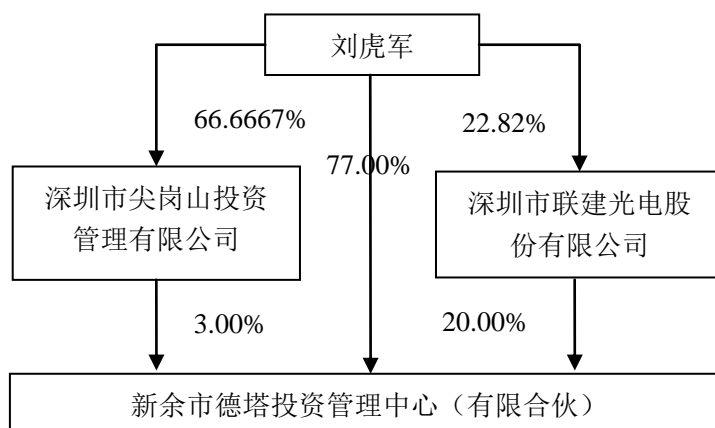 刘虎军
66.6667%
22.82%
77.00%
深圳市尖岗山投资
管理有限公司
深圳市联建光电股
份有限公司
3.00%
20.00%
新余市德塔投资管理中心（有限合伙）